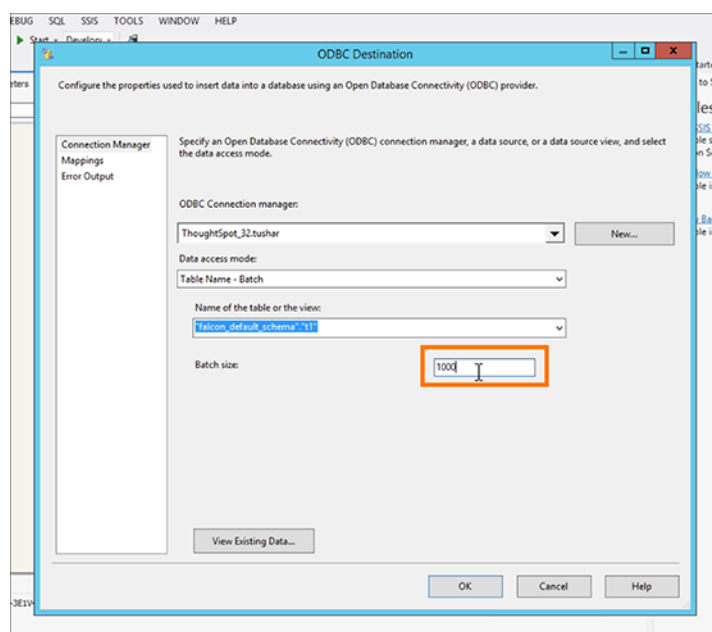 EBUG SQL SSIS TOOLS WINDOW HELP
Start Develop
ODBC Destination
Configure the properties used to insert data into a database using an Open Database Connectivity (ODBC) provider.
Connection Manager
Mappings
Error Output
Specify an Open Database Connectivity (ODBC) connection manager, a data source, or a data source view, and select
the data access mode.
ODBC Connection manager:
ThoughtSpot_32.tushar
New...
Data access mode:
Table Name - Batch
Name of the table or the view:
"falcon_default_schema"."t1"
Batch size:
1000
View Existing Data...
OK Cancel Help
eters
-3E1V